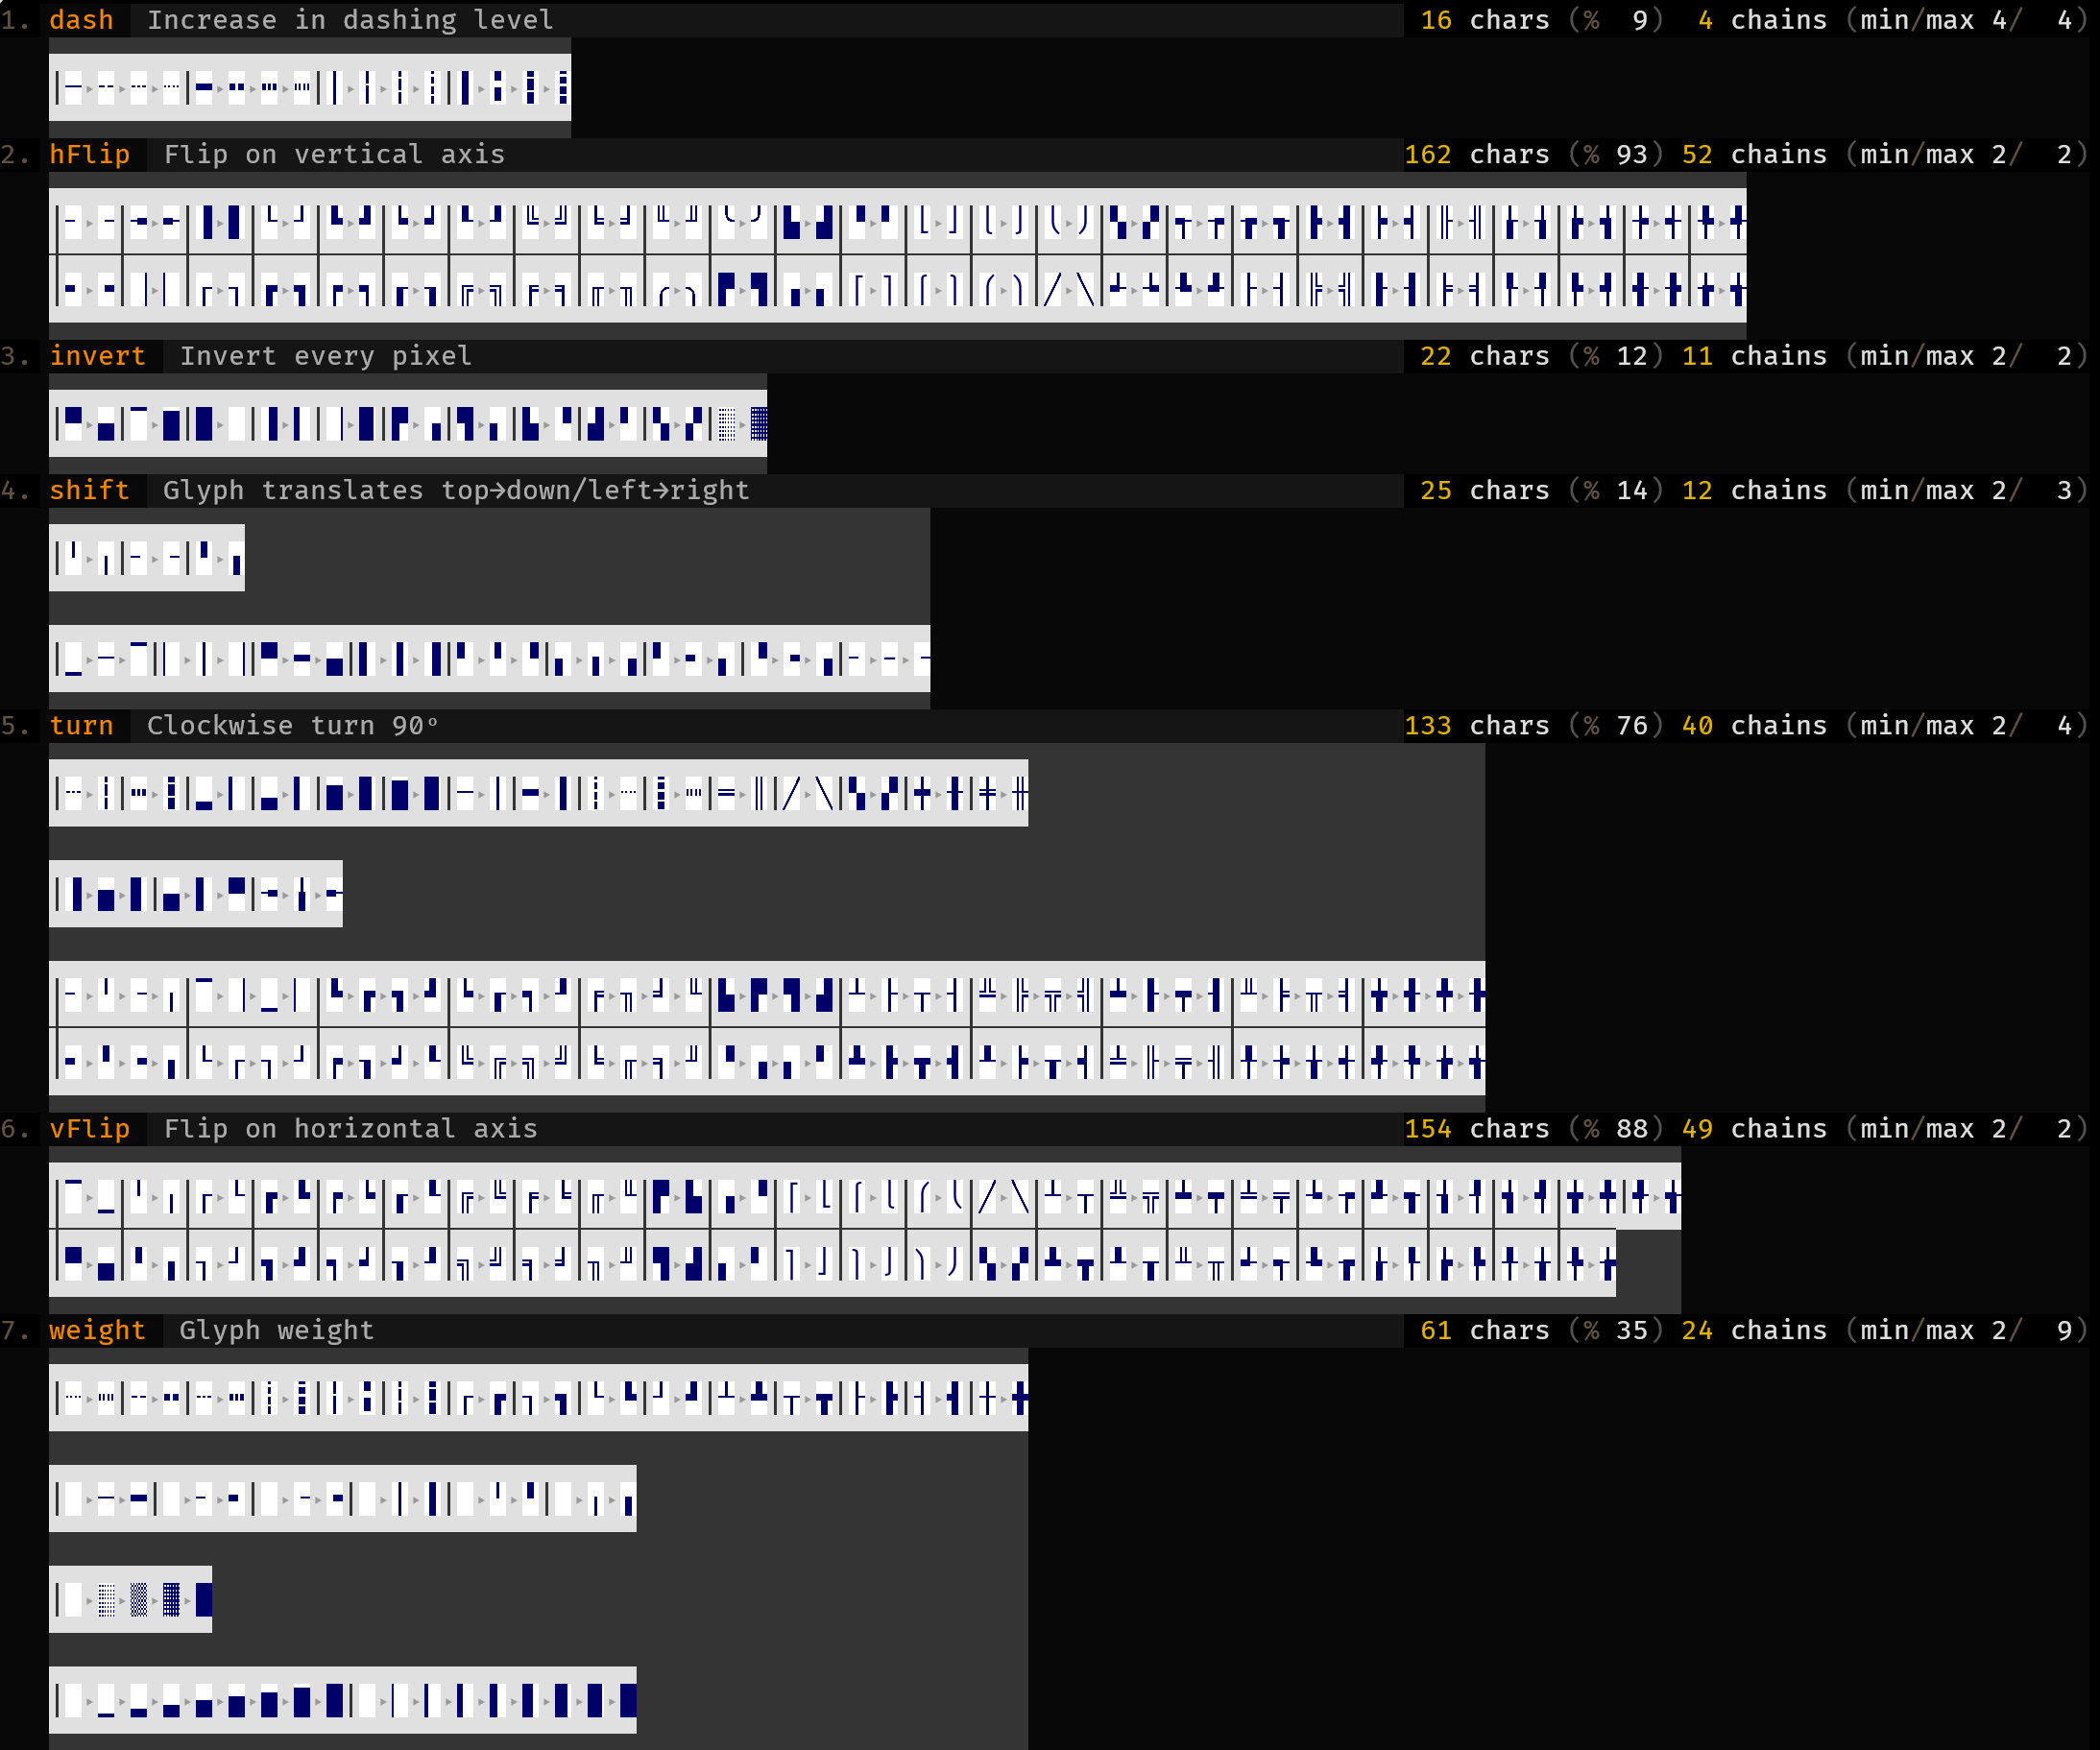 1. dash Increase in dashing level 16 chars (% 9) 4 chains (min/max 4/ 4)
2. hFlip Flip on vertical axis 162 chars (% 93) 52 chains (min/max 2/ 2)
3. invert Invert every pixel 22 chars (% 12) 11 chains (min/max 2/ 2)
4. shift Glyph translates top→down/left→right 25 chars (% 14) 12 chains (min/max 2/ 3)
5. turn Clockwise turn 90° 133 chars (% 76) 40 chains (min/max 2/ 4)
6. vFlip Flip on horizontal axis 154 chars (% 88) 49 chains (min/max 2/ 2)
7. weight Glyph weight 61 chars (% 35) 24 chains (min/max 2/ 9)